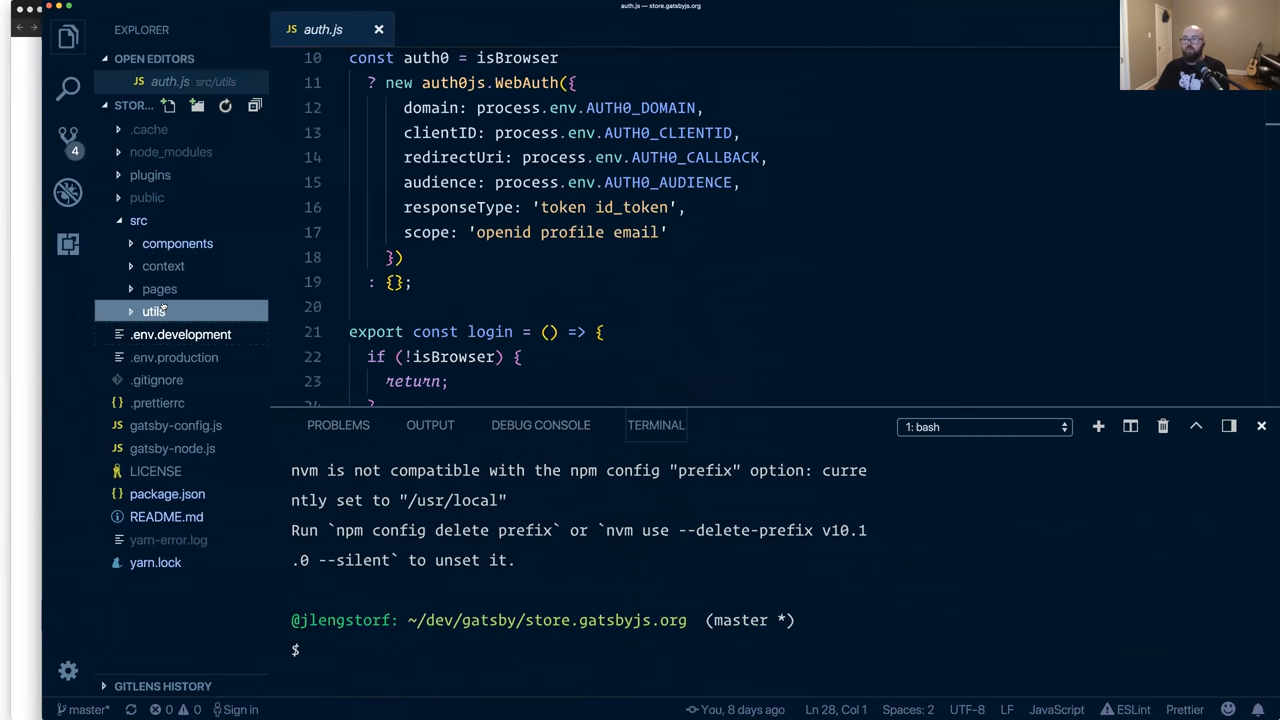 auth.js — store.gatsbyjs.org
EXPLORER
OPEN EDITORS
JS auth.js src/utils
STOR...
.cache
node_modules
plugins
public
src
components
context
pages
utils
.env.development
.env.production
.gitignore
{} .prettierrc
JS gatsby-config.js
JS gatsby-node.js
LICENSE
{} package.json
README.md
yarn-error.log
yarn.lock
GITLENS HISTORY
4
JS auth.js
10 const auth0 = isBrowser
11 ? new auth0js.WebAuth({
12 domain: process.env.AUTH0_DOMAIN,
13 clientID: process.env.AUTH0_CLIENTID,
14 redirectUri: process.env.AUTH0_CALLBACK,
15 audience: process.env.AUTH0_AUDIENCE,
16 responseType: 'token id_token',
17 scope: 'openid profile email'
18 })
19 : {};
20
21 export const login = () => {
22 if (!isBrowser) {
23 return;
24 }
PROBLEMS OUTPUT DEBUG CONSOLE TERMINAL 1: bash
nvm is not compatible with the npm config "prefix" option: curre
ntly set to "/usr/local"
Run `npm config delete prefix` or `nvm use --delete-prefix v10.1
.0 --silent` to unset it.
@jlengstorf: ~/dev/gatsby/store.gatsbyjs.org (master *)
$
master* 0 0 Sign in You, 8 days ago Ln 28, Col 1 Spaces: 2 UTF-8 LF JavaScript ESLint Prettier